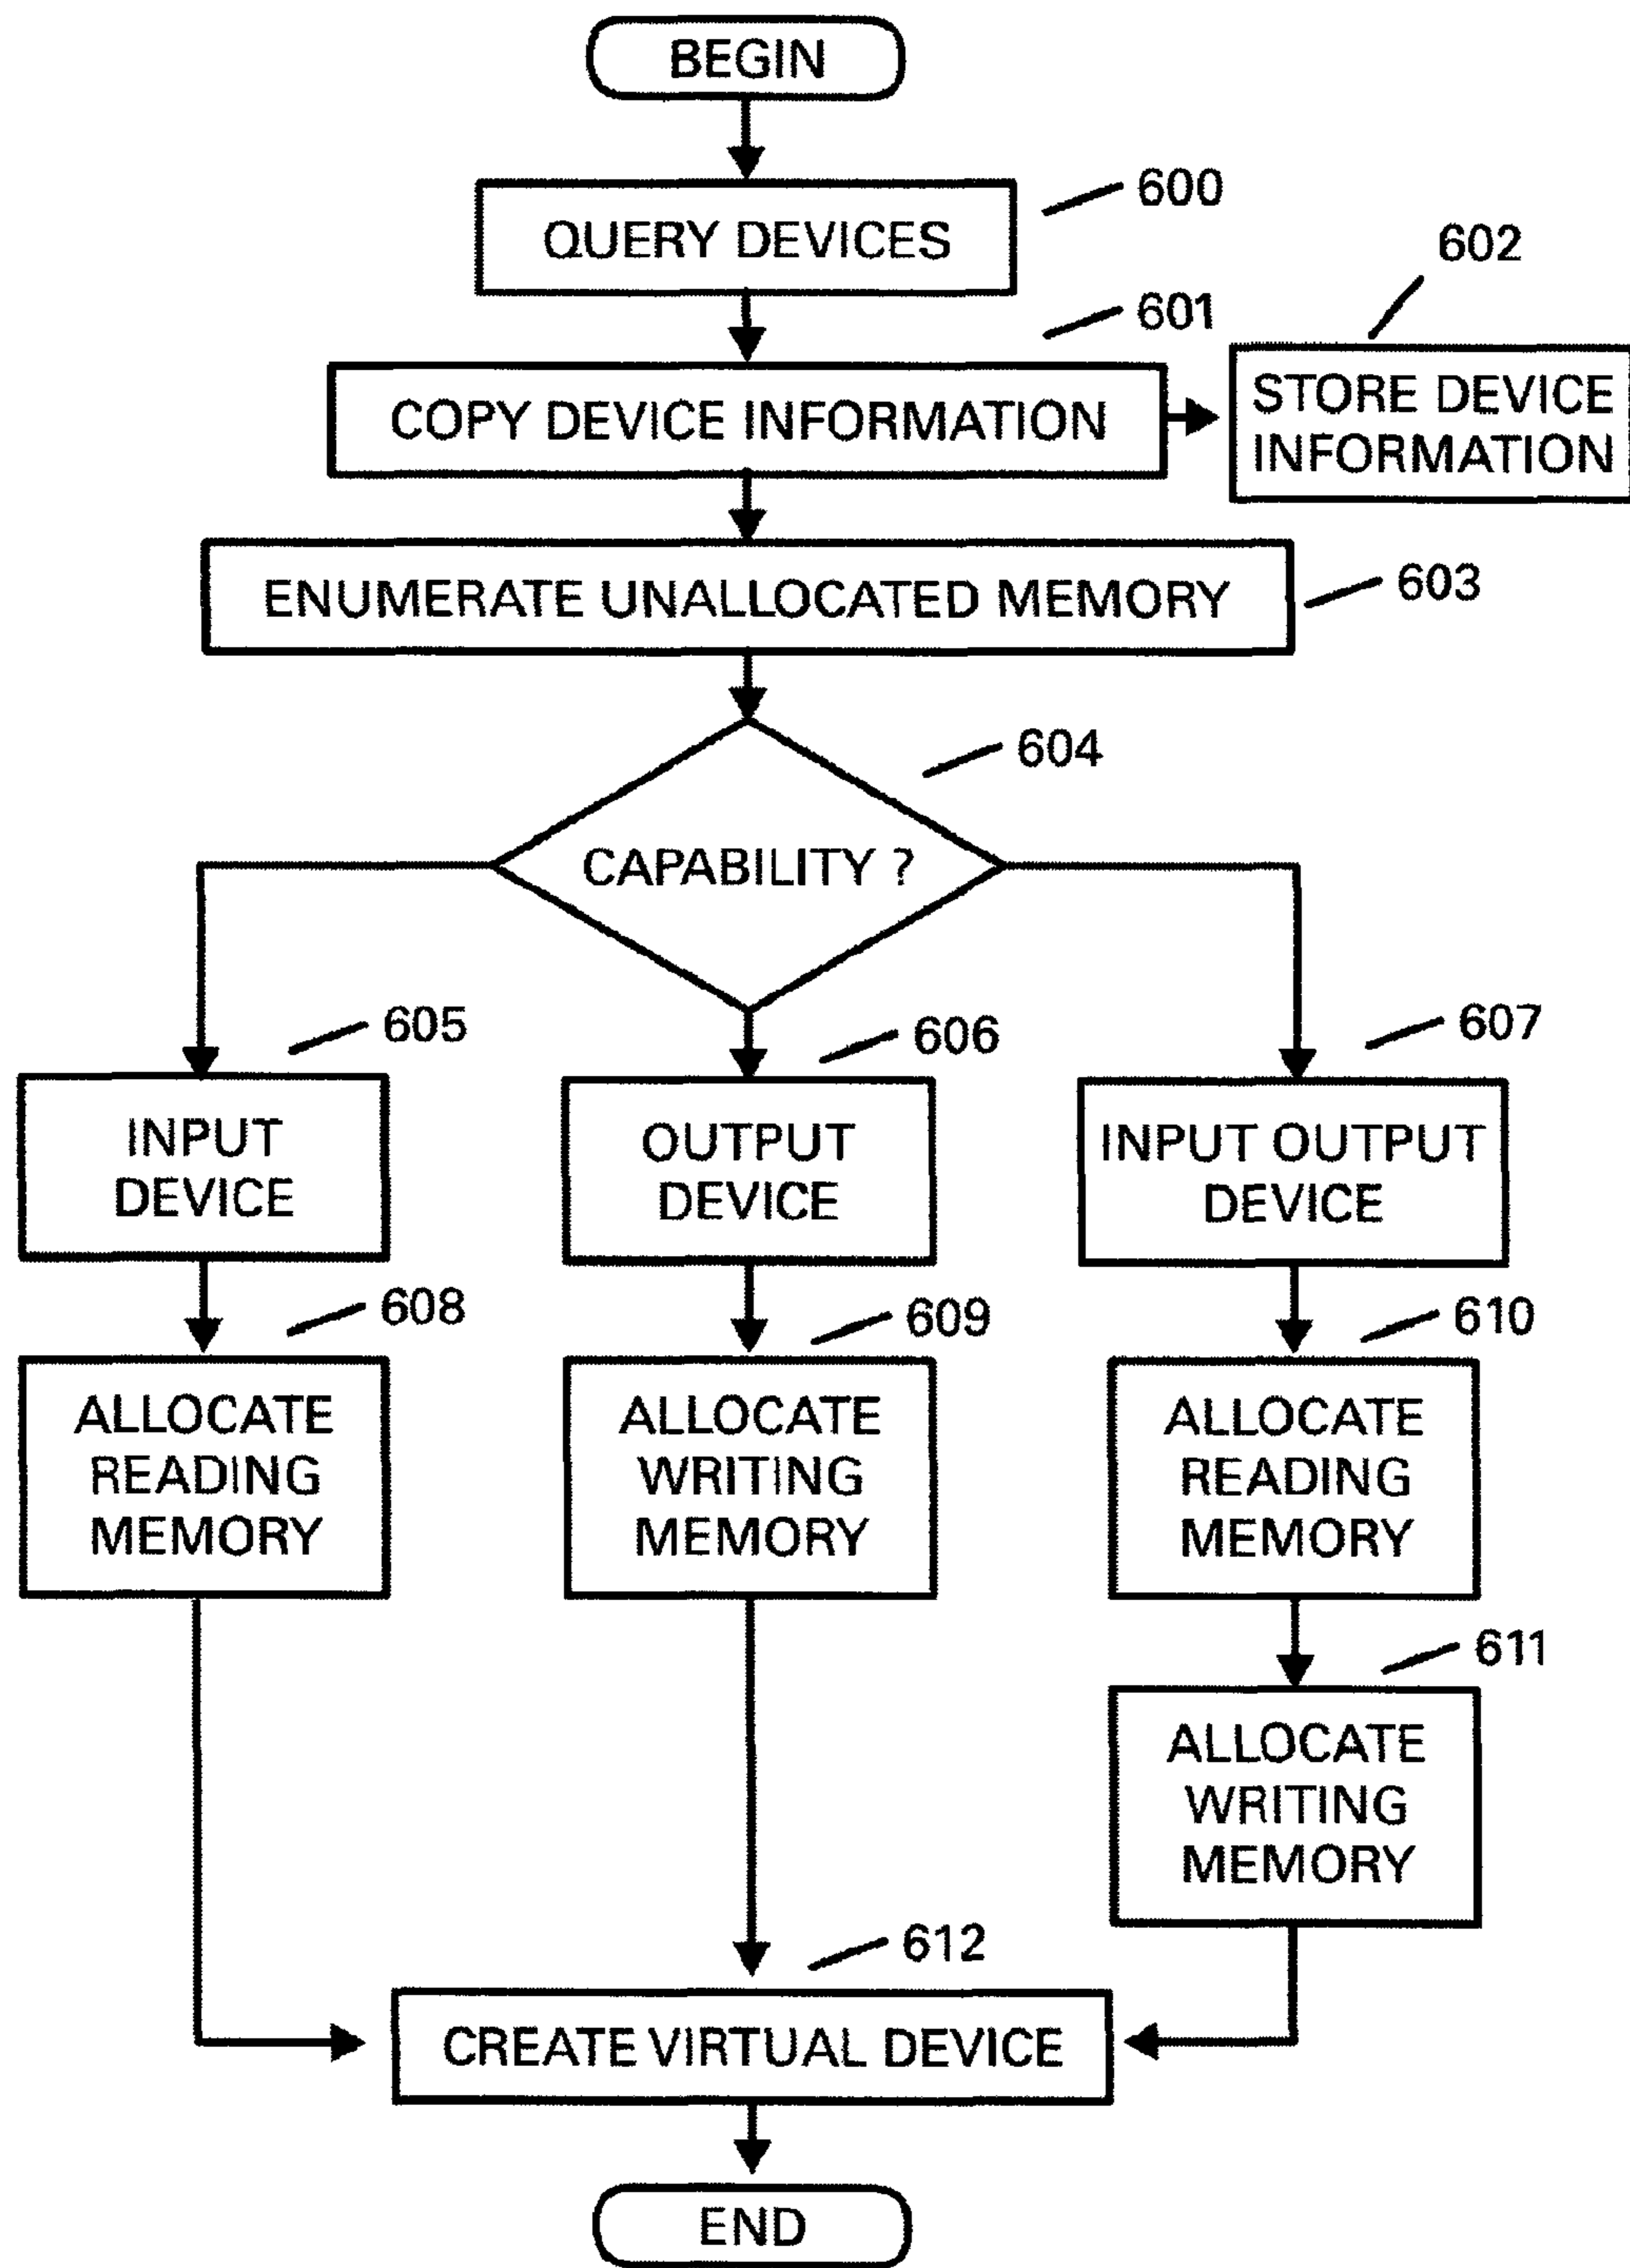 BEGIN
600
QUERY DEVICES
602
601
COPY DEVICE INFORMATION
STORE DEVICE
INFORMATION
ENUMERATE UNALLOCATED MEMORY
603
604
CAPABILITY ?
605
606
607
INPUT
DEVICE
OUTPUT
DEVICE
INPUT OUTPUT
DEVICE
608
609
610
ALLOCATE
READING
MEMORY
ALLOCATE
WRITING
MEMORY
ALLOCATE
READING
MEMORY
611
ALLOCATE
WRITING
MEMORY
612
CREATE VIRTUAL DEVICE
END